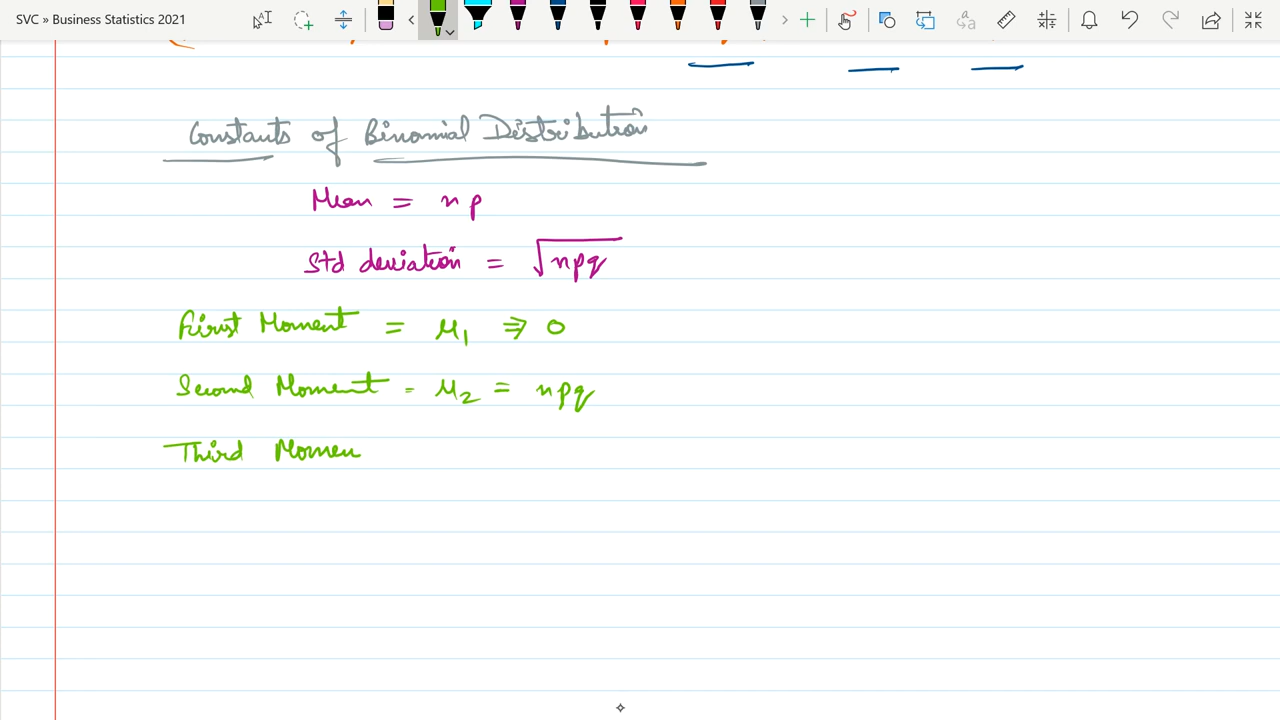 SVC » Business Statistics 2021
Constants of Binomial Distribution
Mean = np
Std deviation = √npq
First Moment = μ₁ ⇒ 0
Second Moment = μ₂ = npq
Third Momen